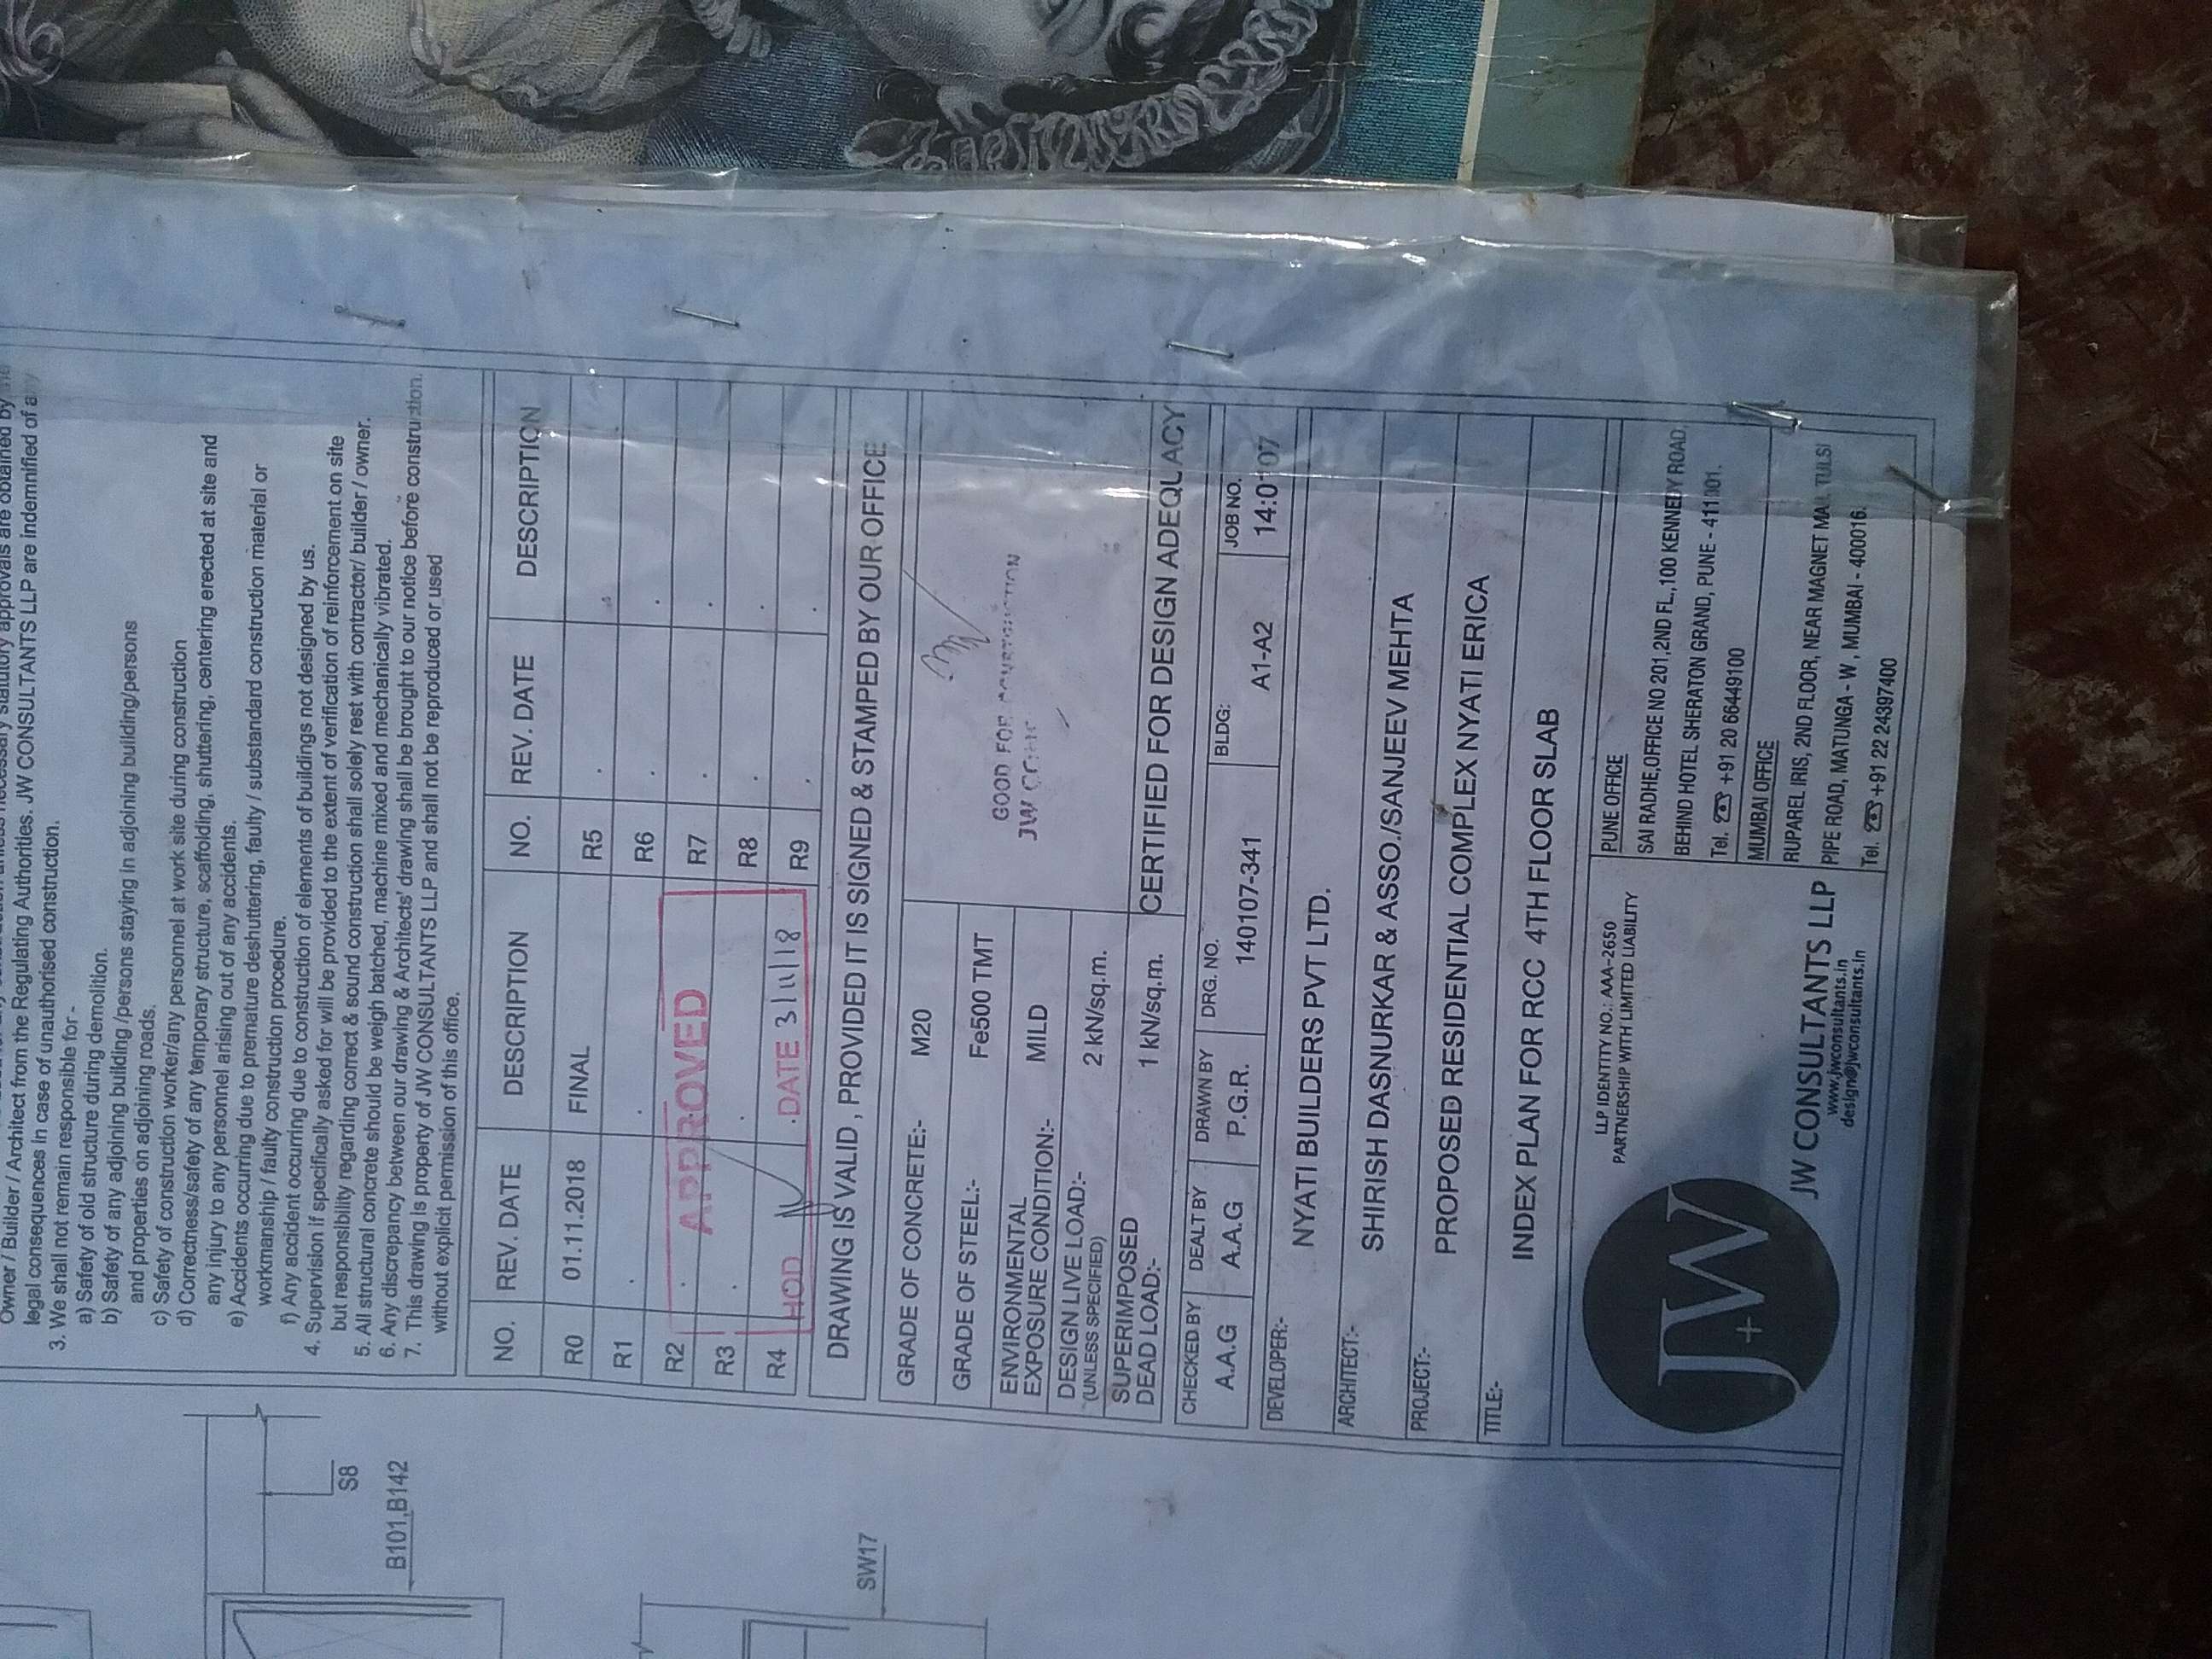 Owner / Builder / Architect from the Regulating Authorities. JW CONSULTANTS LLP are indemnified of any
legal consequences in case of unauthorised construction.
3. We shall not remain responsible for -
a) Safety of old structure during demolition.
b) Safety of any adjoining building /persons staying in adjoining building/persons
and properties on adjoining roads.
c) Safety of construction worker/any personnel at work site during construction
d) Correctness/safety of any temporary structure, scaffolding, shuttering, centering erected at site and
any injury to any personnel arising out of any accidents.
e) Accidents occurring due to premature deshuttering, faulty / substandard construction material or
workmanship / faulty construction procedure.
f) Any accident occurring due to construction of elements of buildings not designed by us.
4. Supervision if specifically asked for will be provided to the extent of verification of reinforcement on site
but responsibility regarding correct & sound construction shall solely rest with contractor/ builder / owner.
5. All structural concrete should be weigh batched, machine mixed and mechanically vibrated.
6. Any discrepancy between our drawing & Architects' drawing shall be brought to our notice before construction.
7. This drawing is property of JW CONSULTANTS LLP and shall not be reproduced or used
without explicit permission of this office.
NO. REV. DATE DESCRIPTION NO. REV. DATE DESCRIPTION
R0 01.11.2018 FINAL R5
R1 R6
R2 R7
APPROVED
R3 R8
R4 R9
HOD DATE 3/11/18
DRAWING IS VALID , PROVIDED IT IS SIGNED & STAMPED BY OUR OFFICE
GRADE OF CONCRETE:- M20
GRADE OF STEEL:- Fe500 TMT
ENVIRONMENTAL
EXPOSURE CONDITION:- MILD
DESIGN LIVE LOAD:- 2 kN/sq.m.
(UNLESS SPECIFIED)
SUPERIMPOSED
DEAD LOAD:- 1 kN/sq.m.
GOOD FOR CONSTRUCTION
JW
CERTIFIED FOR DESIGN ADEQUACY
CHECKED BY DEALT BY DRAWN BY DRG. NO. BLDG: JOB NO.
A.A.G A.A.G P.G.R. 140107-341 A1-A2 14:0107
DEVELOPER:- NYATI BUILDERS PVT LTD.
ARCHITECT:- SHIRISH DASNURKAR & ASSO./SANJEEV MEHTA
PROJECT:- PROPOSED RESIDENTIAL COMPLEX NYATI ERICA
TITLE:- INDEX PLAN FOR RCC 4TH FLOOR SLAB
J+W
LLP IDENTITY NO.: AAA-2650
PARTNERSHIP WITH LIMITED LIABILITY
JW CONSULTANTS LLP
www.jwconsultants.in
design@jwconsultants.in
PUNE OFFICE
SAI RADHE,OFFICE NO 201,2ND FL.,100 KENNEDY ROAD,
BEHIND HOTEL SHERATON GRAND, PUNE - 411001.
Tel. ☎ +91 20 66449100
MUMBAI OFFICE
RUPAREL IRIS, 2ND FLOOR, NEAR MAGNET MALL TULSI
PIPE ROAD, MATUNGA - W, MUMBAI - 400016.
Tel. ☎ +91 22 24397400
S8
B101,B142
SW17